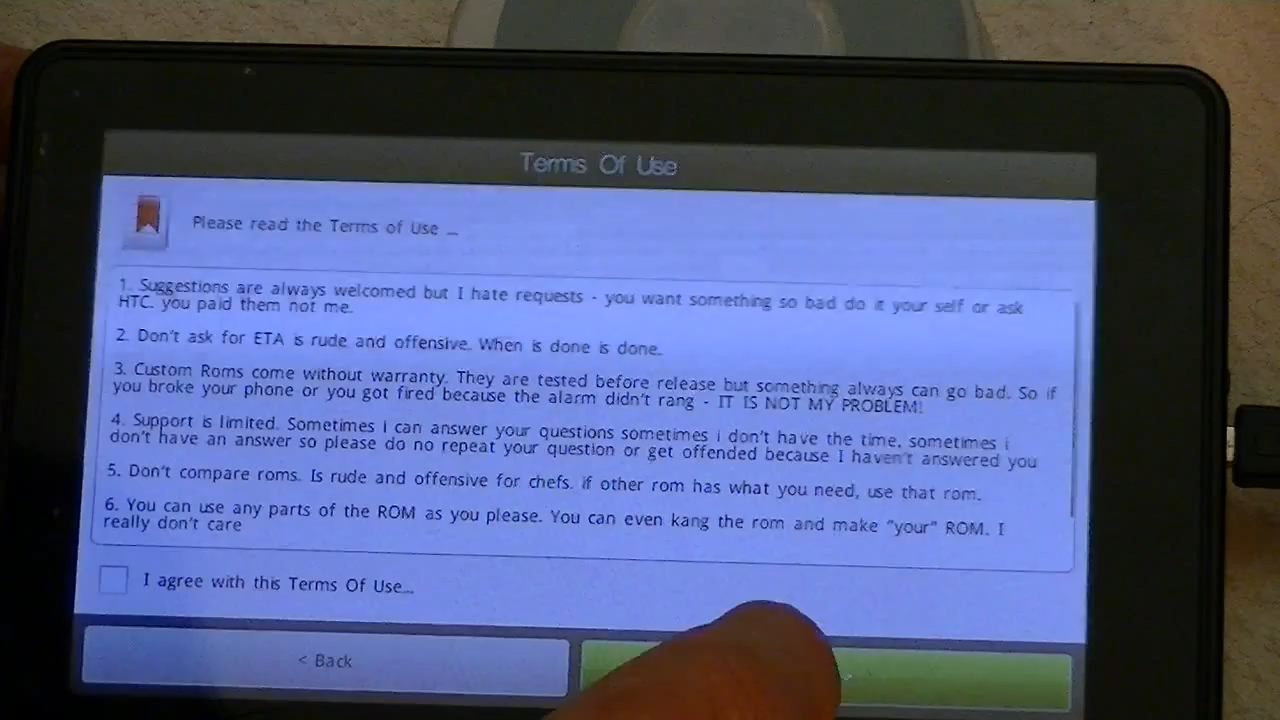 Terms Of Use
Please read the Terms of Use ...
1. Suggestions are always welcomed but I hate requests - you want something so bad do it your self or ask
HTC. you paid them not me.
2. Don't ask for ETA is rude and offensive. When is done is done.
3. Custom Roms come without warranty. They are tested before release but something always can go bad. So if
you broke your phone or you got fired because the alarm didn't rang - IT IS NOT MY PROBLEM!
4. Support is limited. Sometimes i can answer your questions sometimes i don't have the time, sometimes i
don't have an answer so please do no repeat your question or get offended because I haven't answered you
5. Don't compare roms. Is rude and offensive for chefs. if other rom has what you need, use that rom.
6. You can use any parts of the ROM as you please. You can even kang the rom and make "your" ROM. I
really don't care
I agree with this Terms Of Use...
< Back